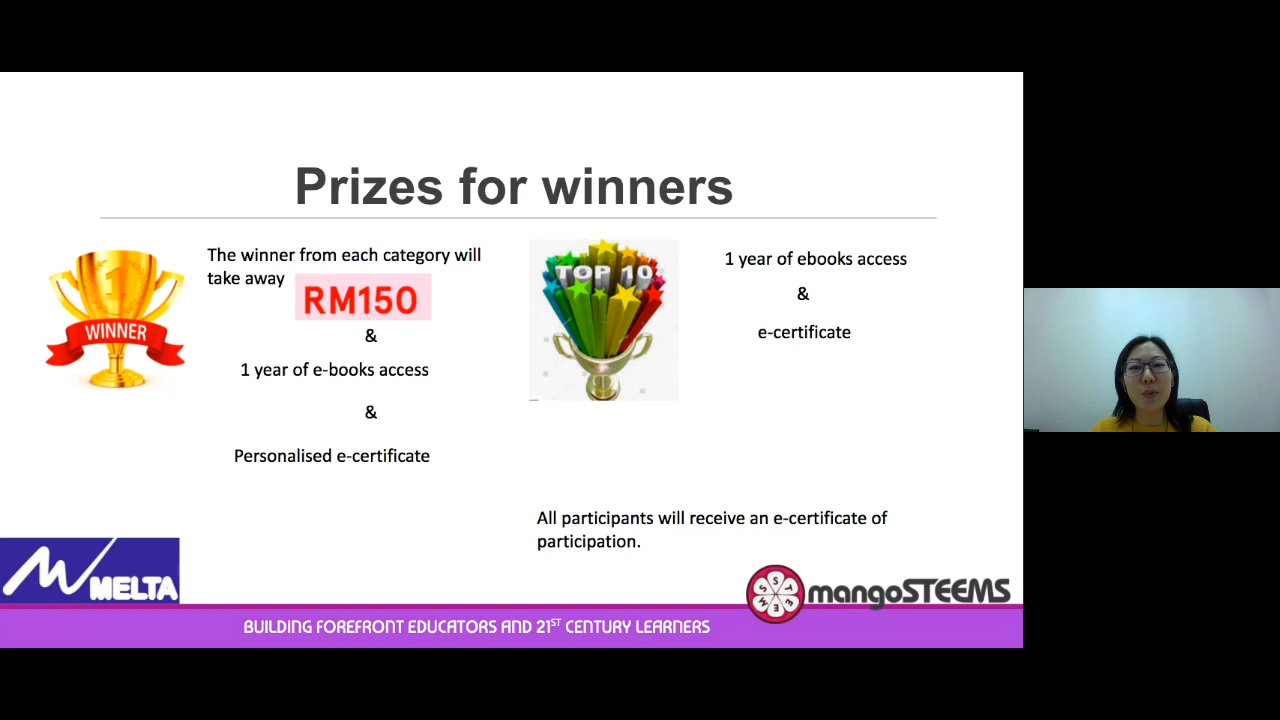 Prizes for winners
1
WINNER
The winner from each category will
take away
RM150
&
1 year of e-books access
&
Personalised e-certificate
TOP 10
1 year of ebooks access
&
e-certificate
All participants will receive an e-certificate of
participation.
MELTA
STEEMS
mangoSTEEMS
BUILDING FOREFRONT EDUCATORS AND 21ST CENTURY LEARNERS